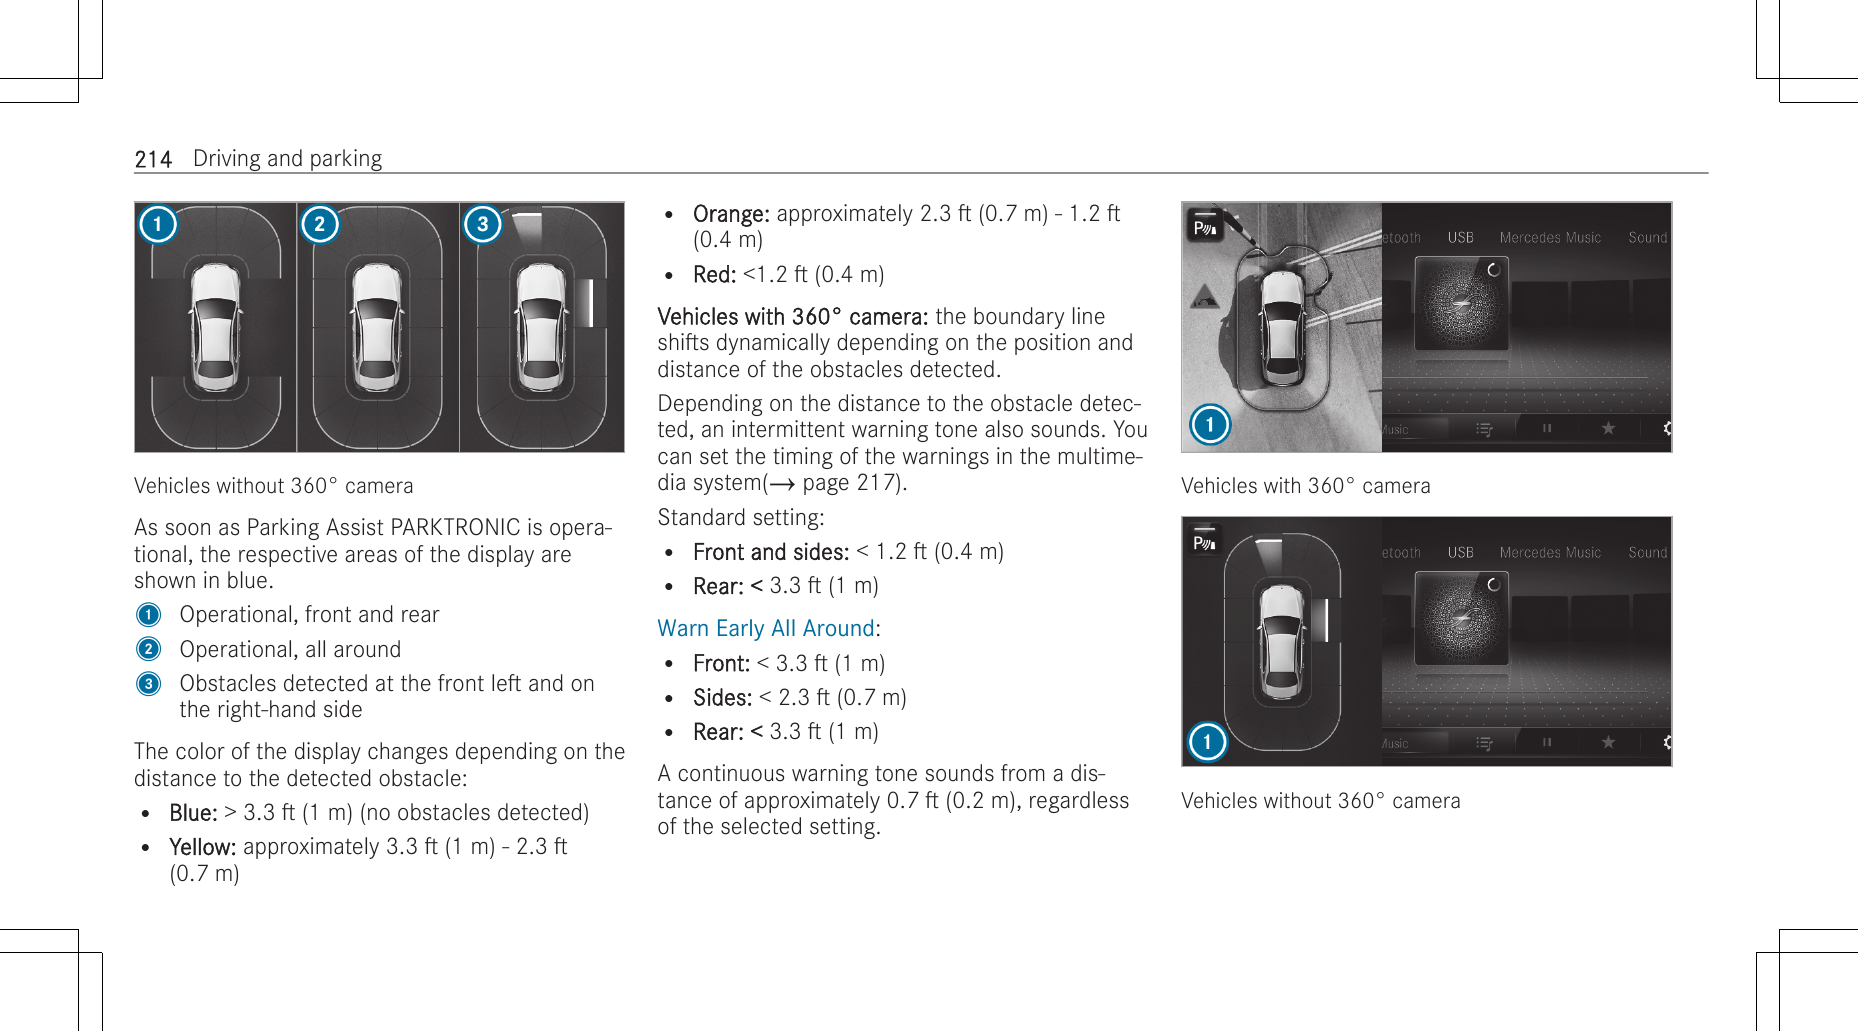 214 Driving and parking
1 2 3
Vehicles without 360° camera
As soon as Parking Assist PARKTRONIC is opera-
tional, the respective areas of the display are
shown in blue.
1 Operational, front and rear
2 Operational, all around
3 Obstacles detected at the front left and on
the right-hand side
The color of the display changes depending on the
distance to the detected obstacle:
• Blue: > 3.3 ft (1 m) (no obstacles detected)
• Yellow: approximately 3.3 ft (1 m) - 2.3 ft
(0.7 m)
• Orange: approximately 2.3 ft (0.7 m) - 1.2 ft
(0.4 m)
• Red: <1.2 ft (0.4 m)
Vehicles with 360° camera: the boundary line
shifts dynamically depending on the position and
distance of the obstacles detected.
Depending on the distance to the obstacle detec-
ted, an intermittent warning tone also sounds. You
can set the timing of the warnings in the multime-
dia system(→ page 217).
Standard setting:
• Front and sides: < 1.2 ft (0.4 m)
• Rear: < 3.3 ft (1 m)
Warn Early All Around:
• Front: < 3.3 ft (1 m)
• Sides: < 2.3 ft (0.7 m)
• Rear: < 3.3 ft (1 m)
A continuous warning tone sounds from a dis-
tance of approximately 0.7 ft (0.2 m), regardless
of the selected setting.
P
etooth USB Mercedes Music Sound
Music
1
Vehicles with 360° camera
P
etooth USB Mercedes Music Sound
Music
1
Vehicles without 360° camera